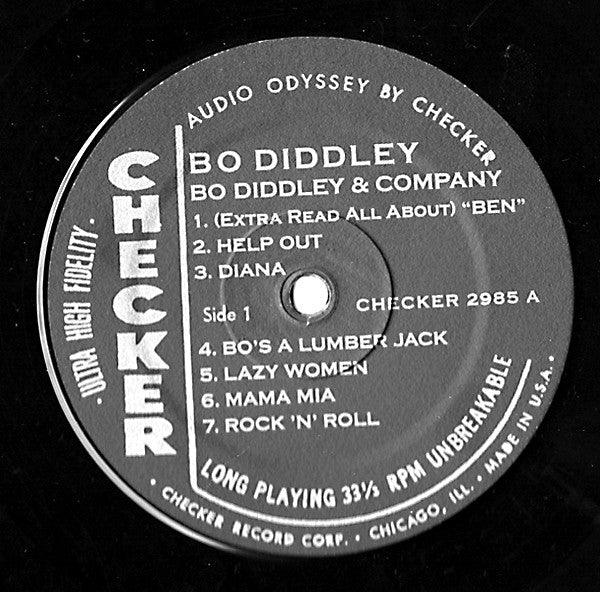 AUDIO ODYSSEY BY CHECKER
· ULTRA HIGH FIDELITY ·
CHECKER
BO DIDDLEY
BO DIDDLEY & COMPANY
1. (EXTRA READ ALL ABOUT) “BEN”
2. HELP OUT
3. DIANA
Side 1
CHECKER 2985 A
4. BO'S A LUMBER JACK
5. LAZY WOMEN
6. MAMA MIA
7. ROCK 'N' ROLL
LONG PLAYING 33⅓ RPM UNBREAKABLE
· CHECKER RECORD CORP. · CHICAGO, ILL. · MADE IN U.S.A. ·